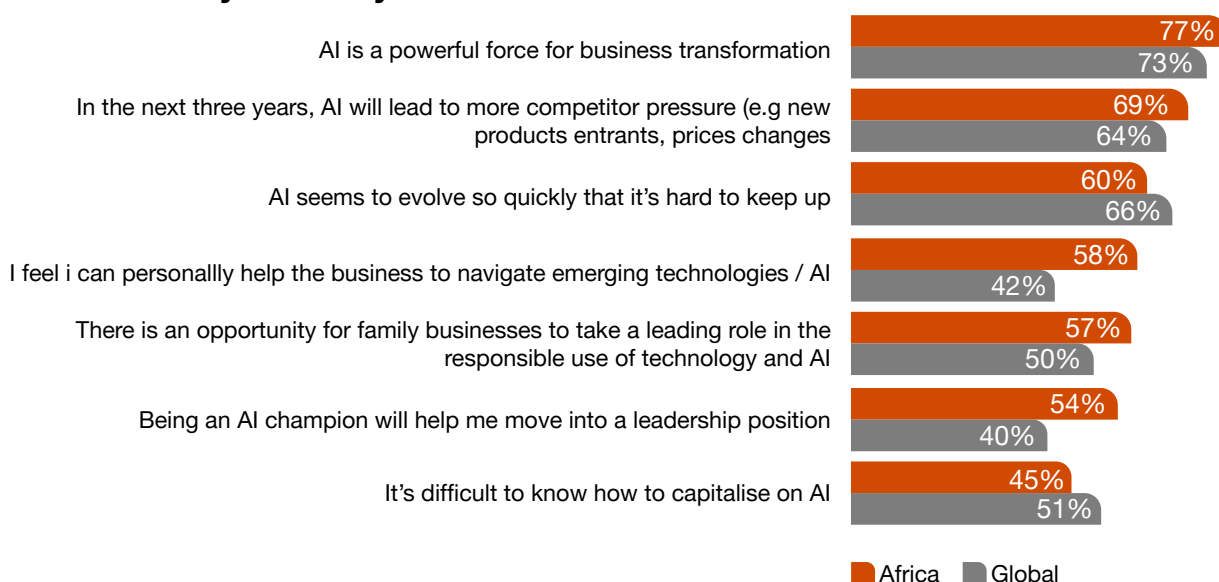 AI is a powerful force for business transformation
77%
73%
In the next three years, AI will lead to more competitor pressure (e.g new
products entrants, prices changes
69%
64%
AI seems to evolve so quickly that it's hard to keep up
60%
66%
I feel i can personallly help the business to navigate emerging technologies / AI
58%
42%
There is an opportunity for family businesses to take a leading role in the
responsible use of technology and AI
57%
50%
Being an AI champion will help me move into a leadership position
54%
40%
It's difficult to know how to capitalise on AI
45%
51%
Africa Global